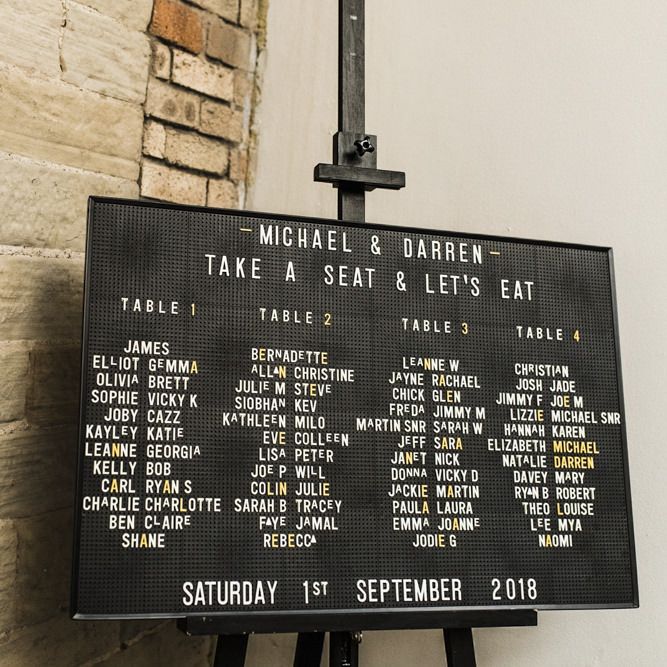 - MICHAEL & DARREN -
TAKE A SEAT & LET'S EAT
TABLE 1
JAMES
ELLIOT GEMMA
OLIVIA BRETT
SOPHIE VICKY K
JOBY CAZZ
KAYLEY KATIE
LEANNE GEORGIA
KELLY BOB
CARL RYAN S
CHARLIE CHARLOTTE
BEN CLAIRE
SHANE
TABLE 2
BERNADETTE
ALLAN CHRISTINE
JULIE M STEVE
SIOBHAN KEV
KATHLEEN MILO
EVE COLLEEN
LISA PETER
JOE P WILL
COLIN JULIE
SARAH B TRACEY
FAYE JAMAL
REBECCA
TABLE 3
LEANNE W
JAYNE RACHAEL
CHICK GLEN
FREDA JIMMY M
MARTIN SNR SARAH W
JEFF SARA
JANET NICK
DONNA VICKY D
JACKIE MARTIN
PAULA LAURA
EMMA JOANNE
JODIE G
TABLE 4
CHRISTIAN
JOSH JADE
JIMMY F JOE M
LIZZIE MICHAEL SNR
HANNAH KAREN
ELIZABETH MICHAEL
NATALIE DARREN
DAVEY MARY
RYAN B ROBERT
THEO LOUISE
LEE MYA
NAOMI
SATURDAY 1ST SEPTEMBER 2018